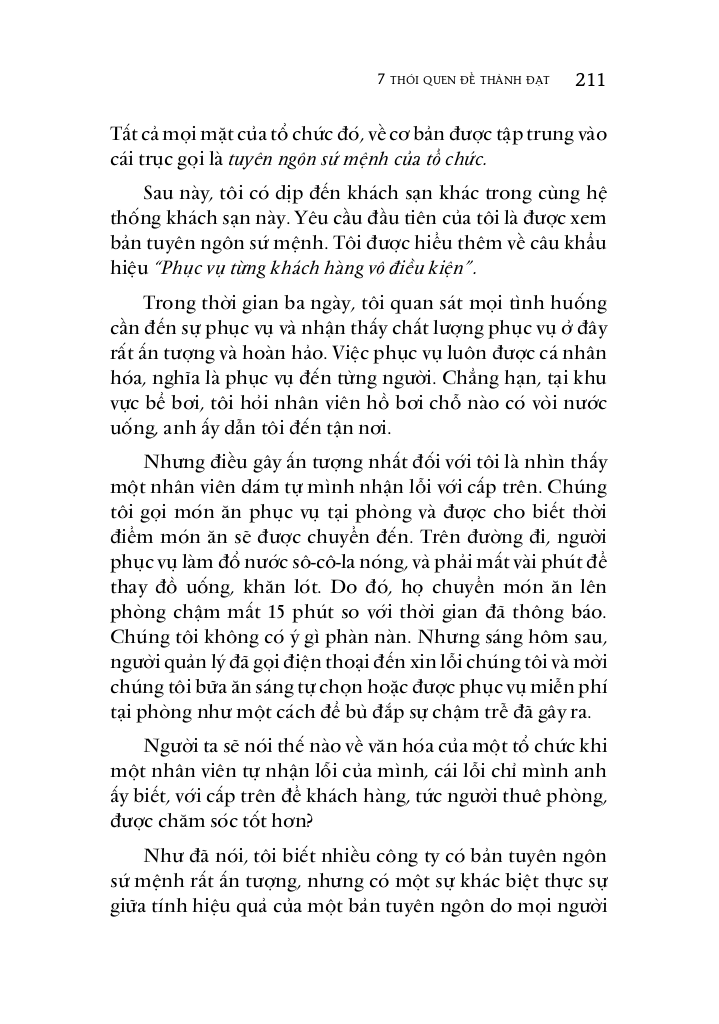 7 THÓI QUEN ĐỂ THÀNH ĐẠT 211
Tất cả mọi mặt của tổ chức đó, về cơ bản được tập trung vào
cái trục gọi là tuyên ngôn sứ mệnh của tổ chức.
Sau này, tôi có dịp đến khách sạn khác trong cùng hệ
thống khách sạn này. Yêu cầu đầu tiên của tôi là được xem
bản tuyên ngôn sứ mệnh. Tôi được hiểu thêm về câu khẩu
hiệu “Phục vụ từng khách hàng vô điều kiện”.
Trong thời gian ba ngày, tôi quan sát mọi tình huống
cần đến sự phục vụ và nhận thấy chất lượng phục vụ ở đây
rất ấn tượng và hoàn hảo. Việc phục vụ luôn được cá nhân
hóa, nghĩa là phục vụ đến từng người. Chẳng hạn, tại khu
vực bể bơi, tôi hỏi nhân viên hồ bơi chỗ nào có vòi nước
uống, anh ấy dẫn tôi đến tận nơi.
Nhưng điều gây ấn tượng nhất đối với tôi là nhìn thấy
một nhân viên dám tự mình nhận lỗi với cấp trên. Chúng
tôi gọi món ăn phục vụ tại phòng và được cho biết thời
điểm món ăn sẽ được chuyển đến. Trên đường đi, người
phục vụ làm đổ nước sô-cô-la nóng, và phải mất vài phút để
thay đồ uống, khăn lót. Do đó, họ chuyển món ăn lên
phòng chậm mất 15 phút so với thời gian đã thông báo.
Chúng tôi không có ý gì phàn nàn. Nhưng sáng hôm sau,
người quản lý đã gọi điện thoại đến xin lỗi chúng tôi và mời
chúng tôi bữa ăn sáng tự chọn hoặc được phục vụ miễn phí
tại phòng như một cách để bù đắp sự chậm trễ đã gây ra.
Người ta sẽ nói thế nào về văn hóa của một tổ chức khi
một nhân viên tự nhận lỗi của mình, cái lỗi chỉ mình anh
ấy biết, với cấp trên để khách hàng, tức người thuê phòng,
được chăm sóc tốt hơn?
Như đã nói, tôi biết nhiều công ty có bản tuyên ngôn
sứ mệnh rất ấn tượng, nhưng có một sự khác biệt thực sự
giữa tính hiệu quả của một bản tuyên ngôn do mọi người